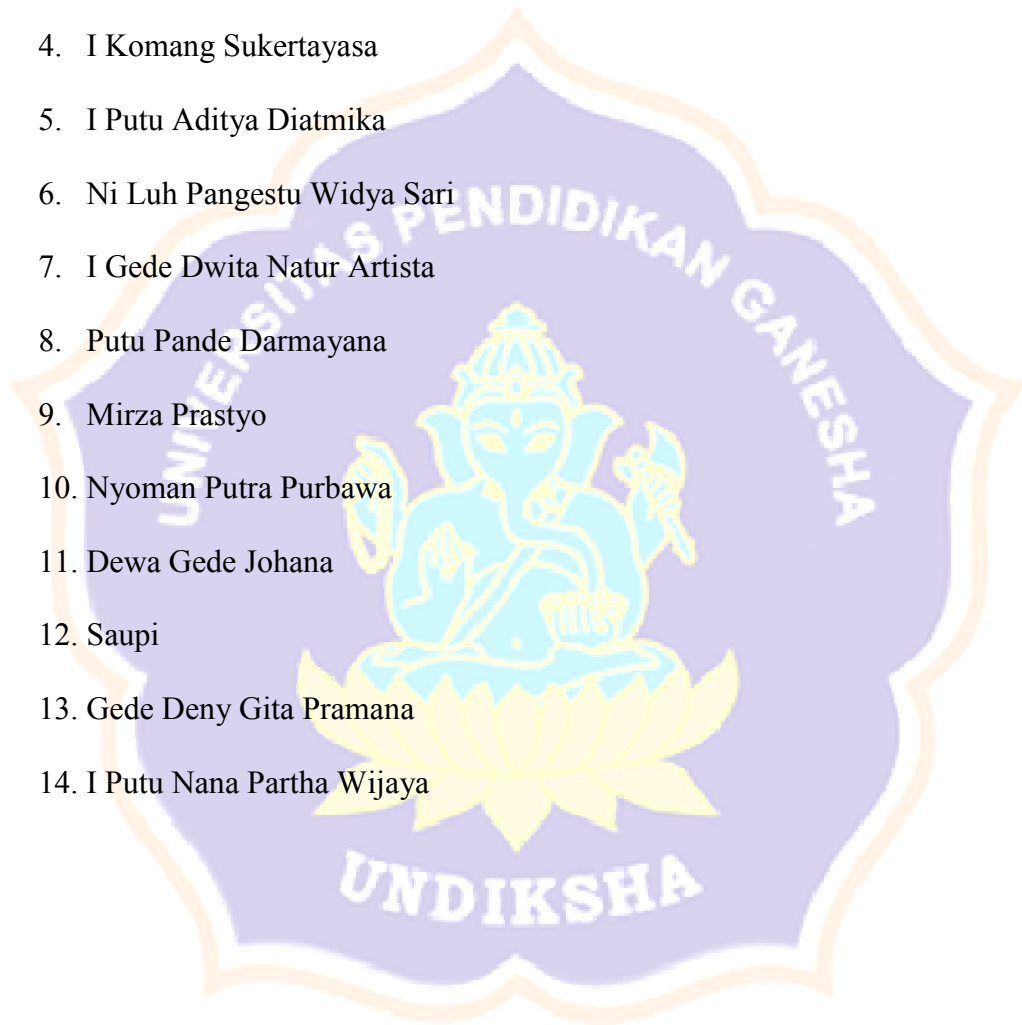 4. I Komang Sukertayasa
5. I Putu Aditya Diatmika
6. Ni Luh Pangestu Widya Sari
7. I Gede Dwita Natur Artista
8. Putu Pande Darmayana
9. Mirza Prastyo
10. Nyoman Putra Purbawa
11. Dewa Gede Johana
12. Saupi
13. Gede Deny Gita Pramana
14. I Putu Nana Partha Wijaya
UNIVERSITAS PENDIDIKAN GANESHA
UNDIKSHA